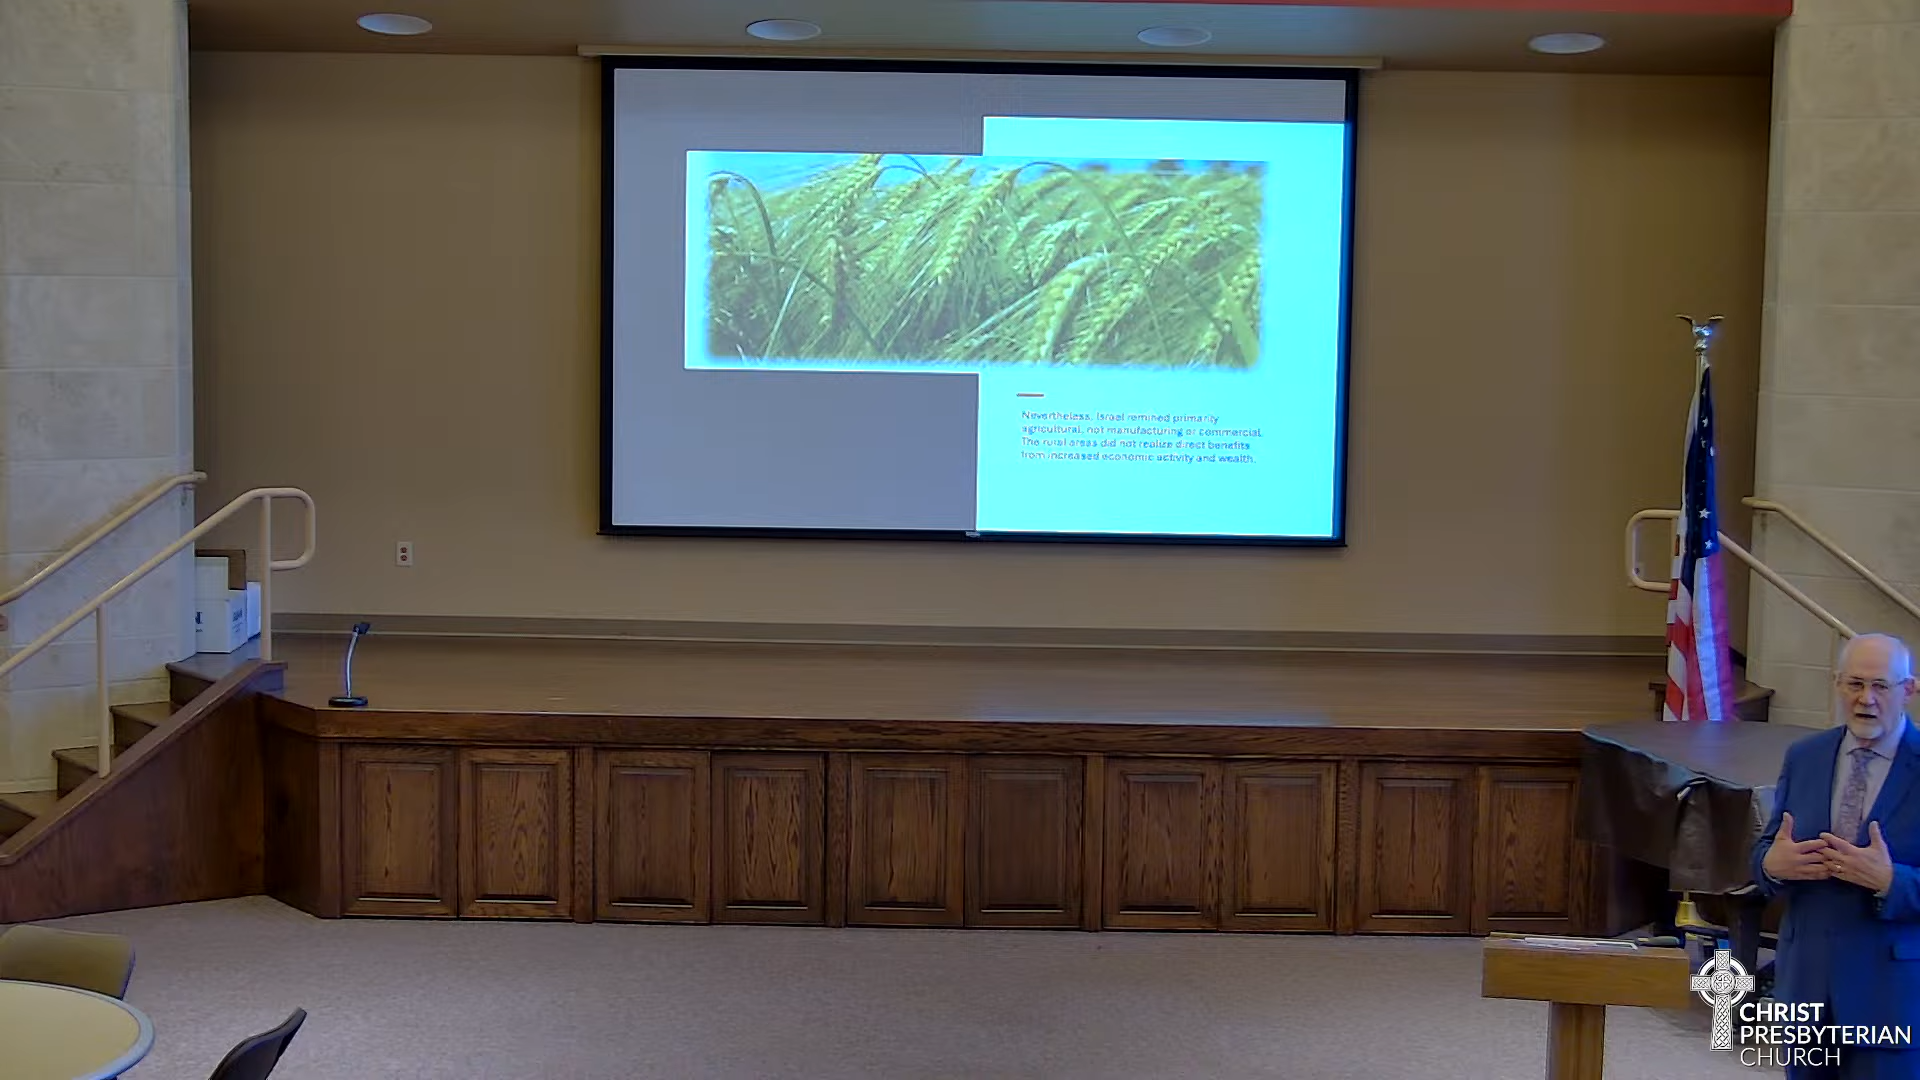 Nevertheless, Israel remined primarily
agricultural, not manufacturing or commercial.
The rural areas did not realize direct benefits
from increased economic activity and wealth.
CHRIST
PRESBYTERIAN
CHURCH